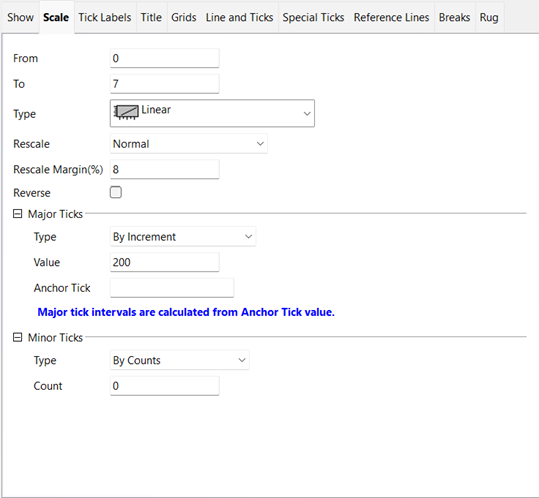 Show Scale Tick Labels Title Grids Line and Ticks Special Ticks Reference Lines Breaks Rug
From 0
To 7
Type Linear
Rescale Normal
Rescale Margin(%) 8
Reverse
Major Ticks
Type By Increment
Value 200
Anchor Tick
Major tick intervals are calculated from Anchor Tick value.
Minor Ticks
Type By Counts
Count 0